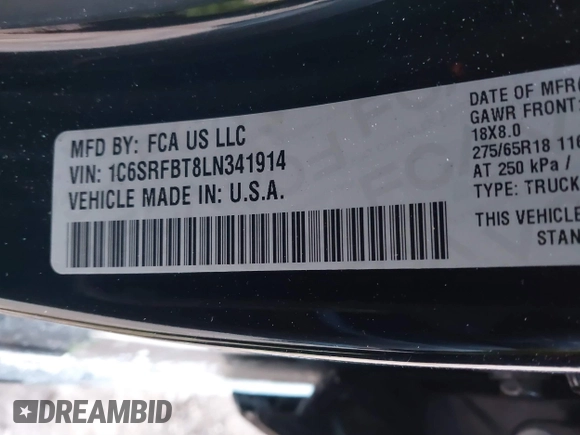 MFD BY: FCA US LLC
VIN: 1C6SRFBT8LN341914
VEHICLE MADE IN: U.S.A.
DATE OF MFR
GAWR FRONT
18X8.0
275/65R18 116
AT 250 kPa /
TYPE: TRUCK
THIS VEHICLE
STAN
DREAMBID